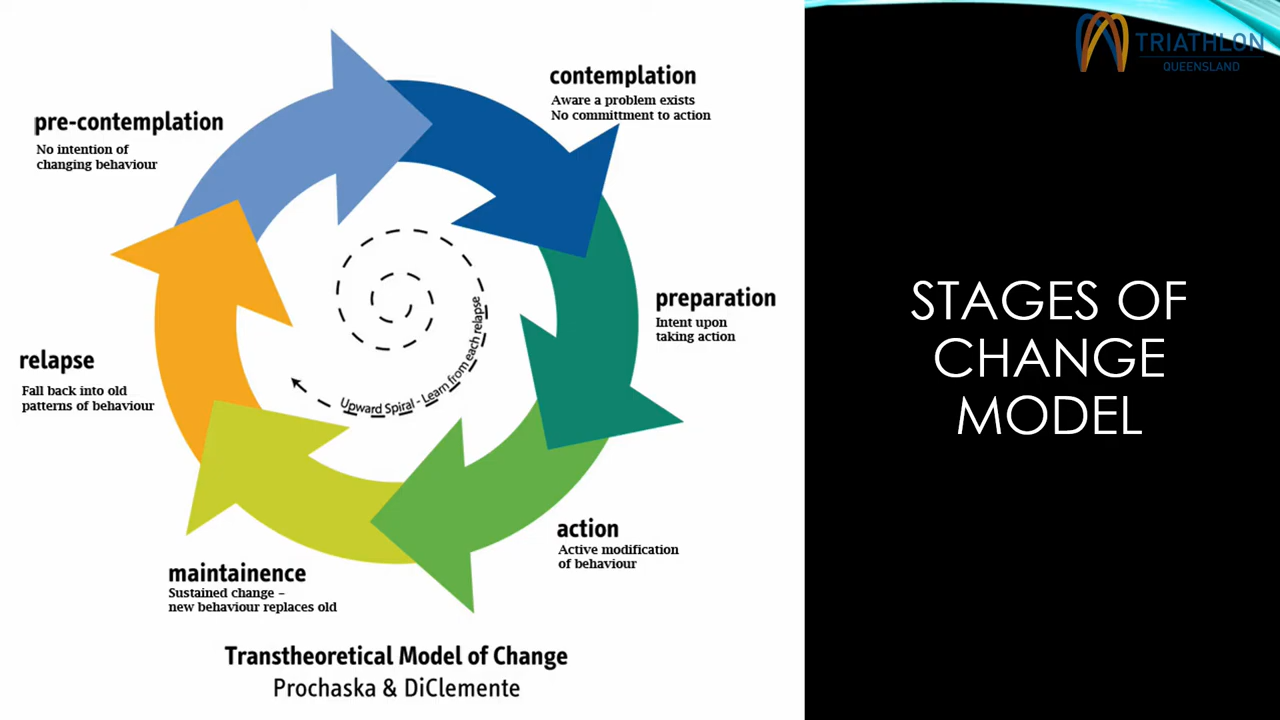 pre-contemplation
No intention of
changing behaviour
contemplation
Aware a problem exists
No committment to action
preparation
Intent upon
taking action
action
Active modification
of behaviour
maintainence
Sustained change –
new behaviour replaces old
relapse
Fall back into old
patterns of behaviour
Upward Spiral - Learn from each relapse
Transtheoretical Model of Change
Prochaska & DiClemente
TRIATHLON
QUEENSLAND
STAGES OF
CHANGE
MODEL